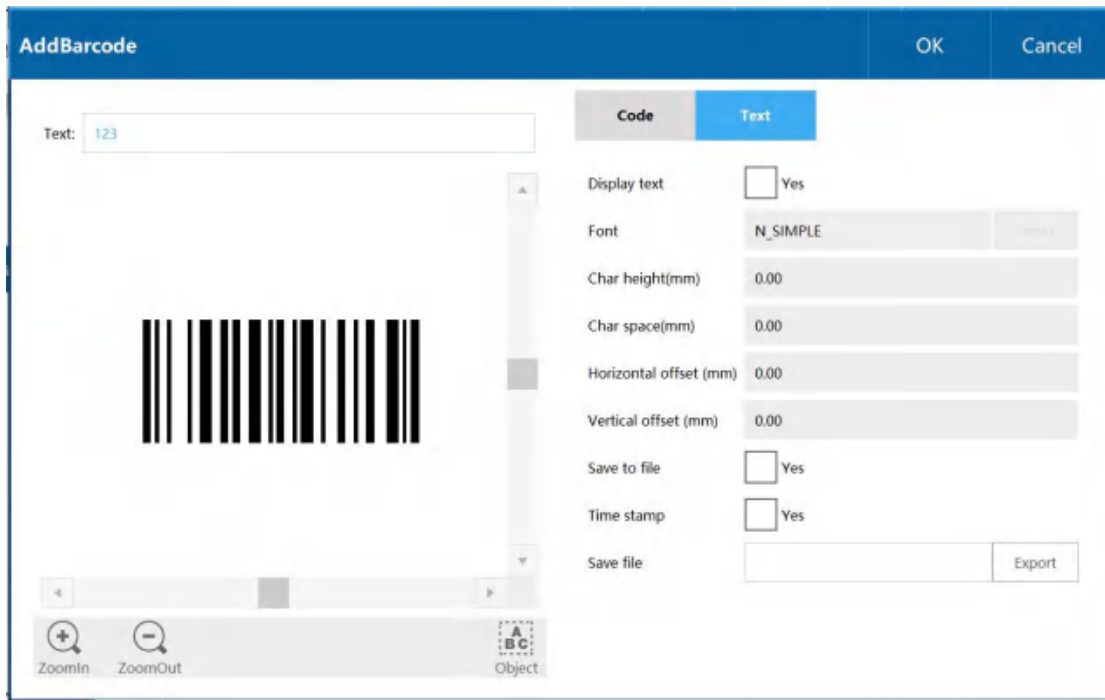 AddBarcode OK Cancel
Text: 123
Code Text
Display text Yes
Font N_SIMPLE
Char height(mm) 0.00
Char space(mm) 0.00
Horizontal offset (mm) 0.00
Vertical offset (mm) 0.00
Save to file Yes
Time stamp Yes
Save file Export
ZoomIn ZoomOut
A
B C
Object